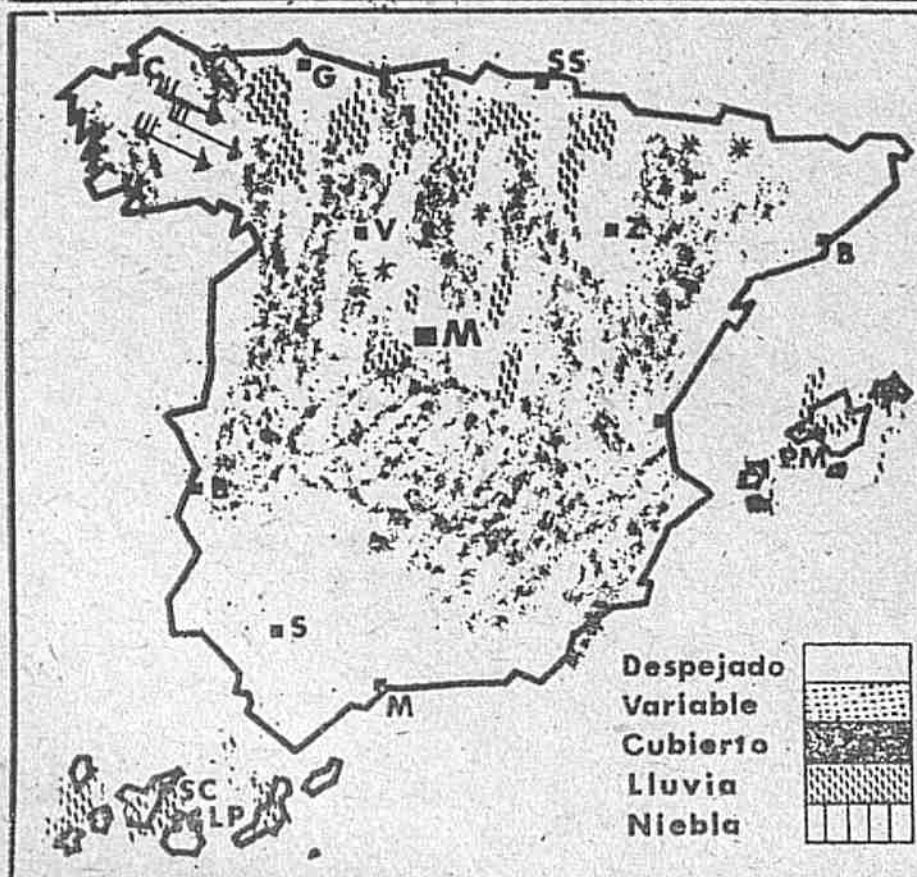 SS
C
G
V
Z
B
M
PM
B
S
M
SC
LP
Despejado
Variable
Cubierto
Lluvia
Niebla